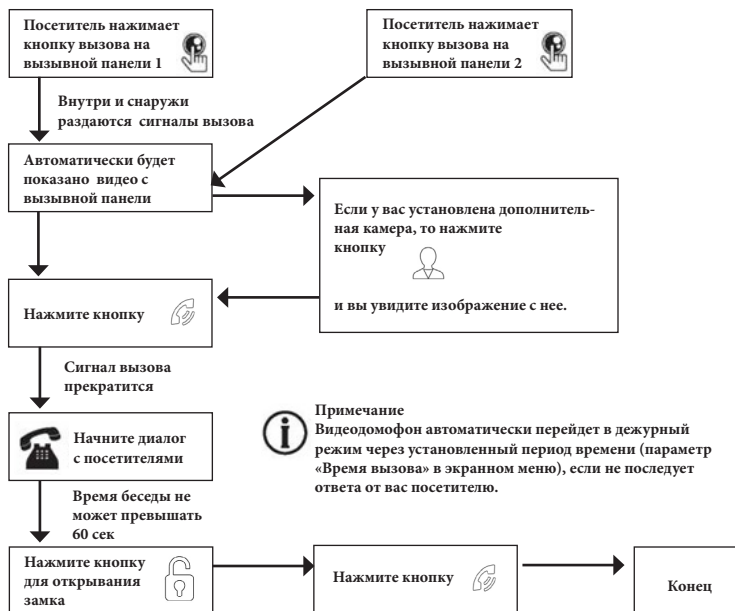 Посетитель нажимает
кнопку вызова на
вызывной панели 1
Посетитель нажимает
кнопку вызова на
вызывной панели 2
Внутри и снаружи
раздаются сигналы вызова
Автоматически будет
показано видео с
вызывной панели
Если у вас установлена дополнитель-
ная камера, то нажмите
кнопку
и вы увидите изображение с нее.
Нажмите кнопку
Сигнал вызова
прекратится
Начните диалог
с посетителями
Примечание
Видеодомофон автоматически перейдет в дежурный
режим через установленный период времени (параметр
«Время вызова» в экранном меню), если не последует
ответа от вас посетителю.
Время беседы не
может превышать
60 сек
Нажмите кнопку
для открывания
замка
Нажмите кнопку
Конец